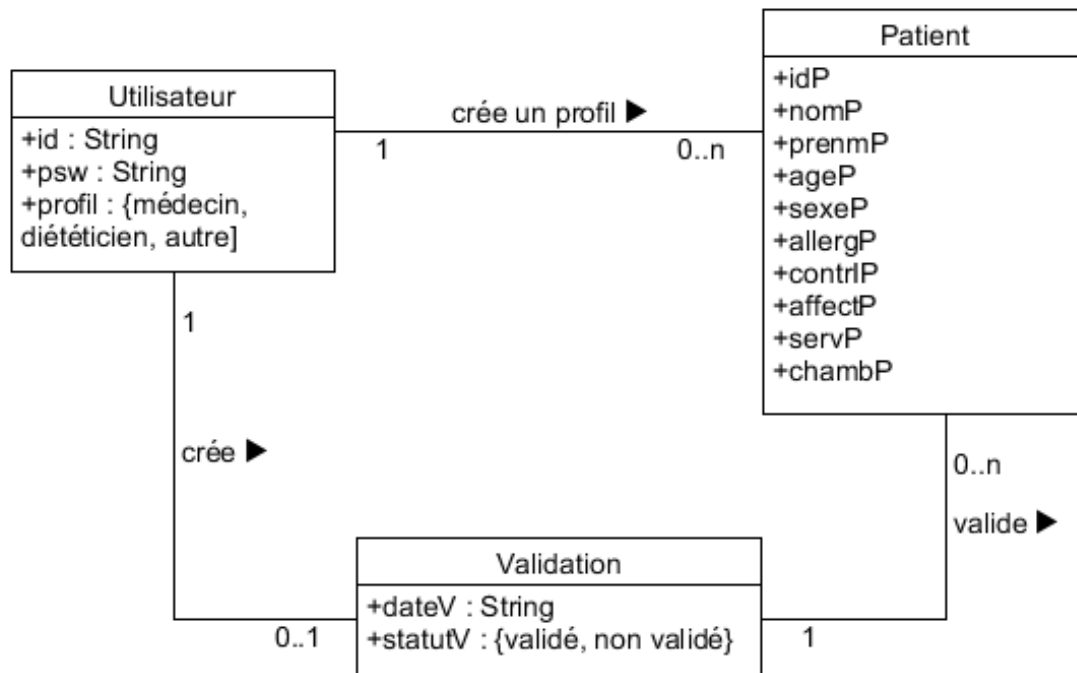 Patient
+idP
+nomP
+prenmP
+ageP
+sexeP
+allergP
+contrlP
+affectP
+servP
+chambP
Utilisateur
+id : String
+psw : String
+profil : {médecin,
diététicien, autre]
crée un profil ▶
1
0..n
1
crée ▶
0..1
0..n
valide ▶
1
Validation
+dateV : String
+statutV : {validé, non validé}